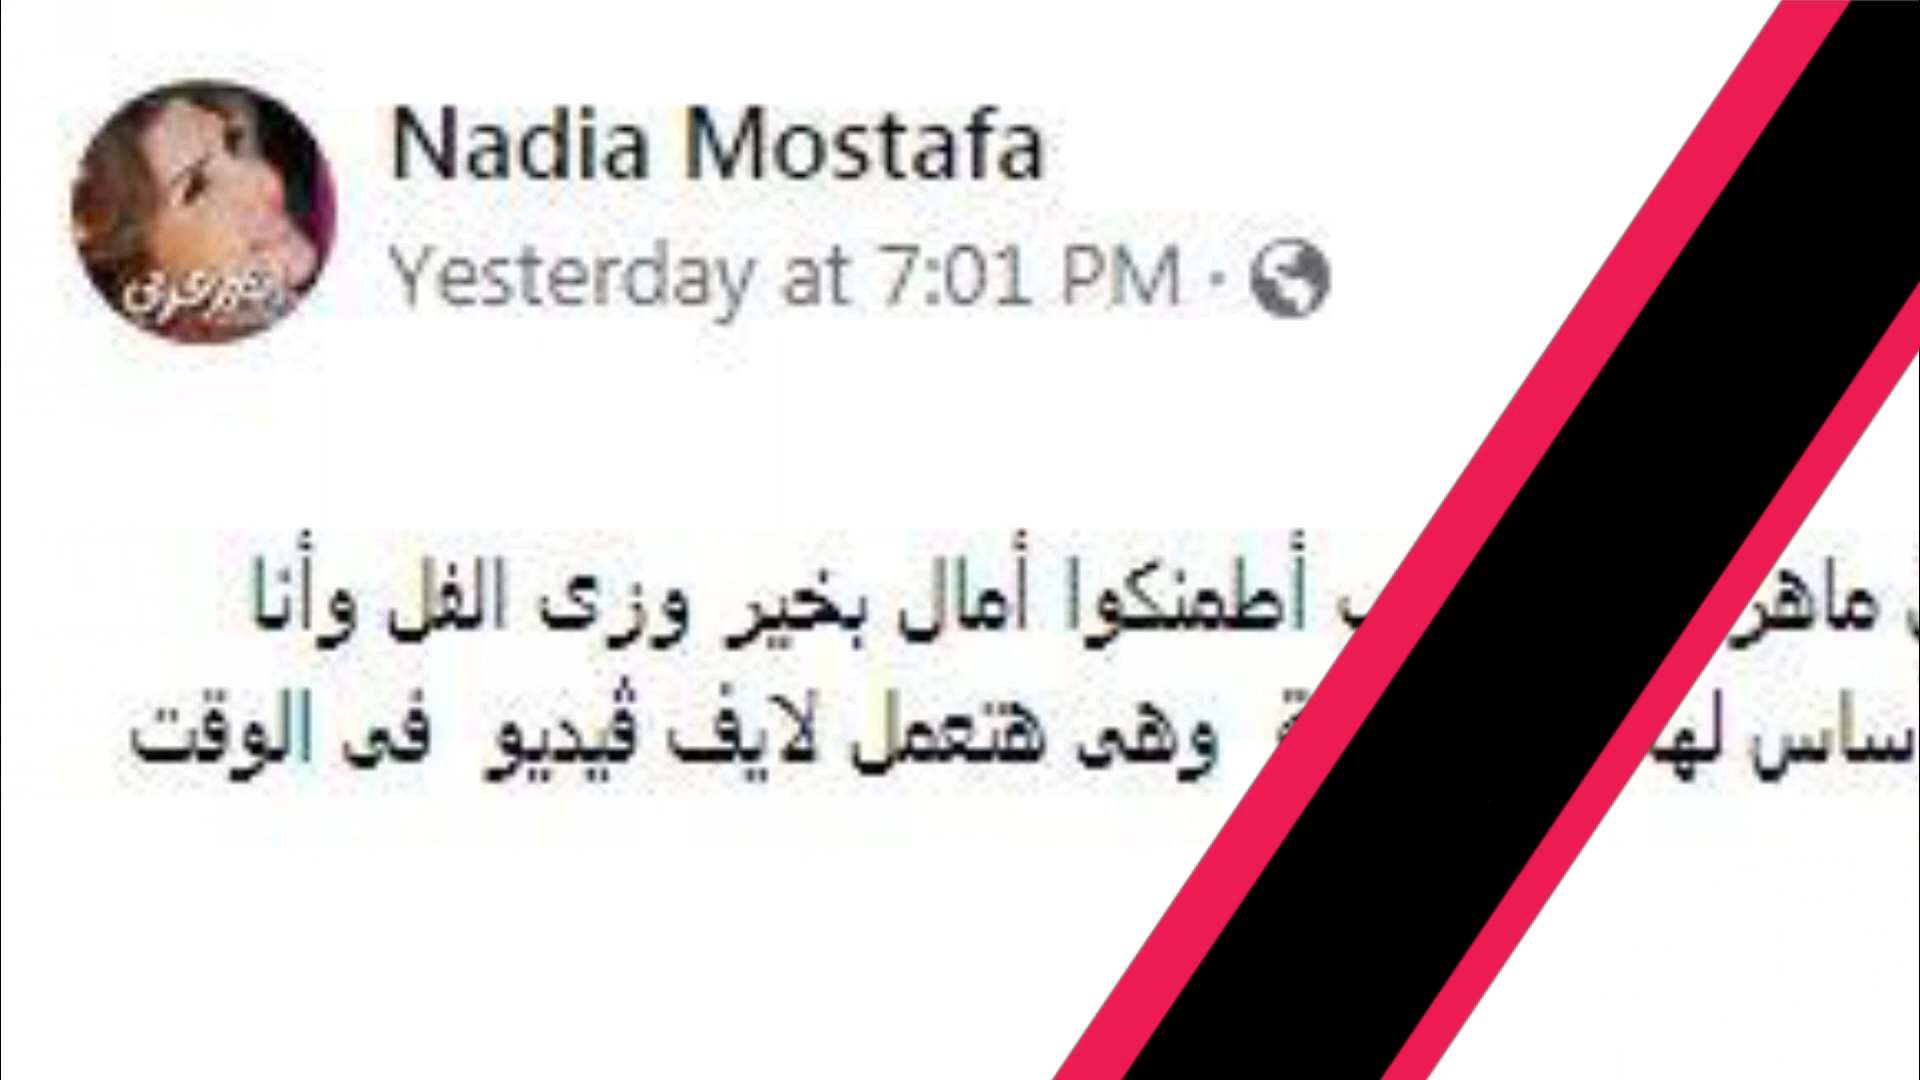 Nadia Mostafa
Yesterday at 7:01 PM ·
ماهر أطمنكوا أمال بخير وزى الفل وأنا
لها وهى هتعمل لايف ڤيديو فى الوقت